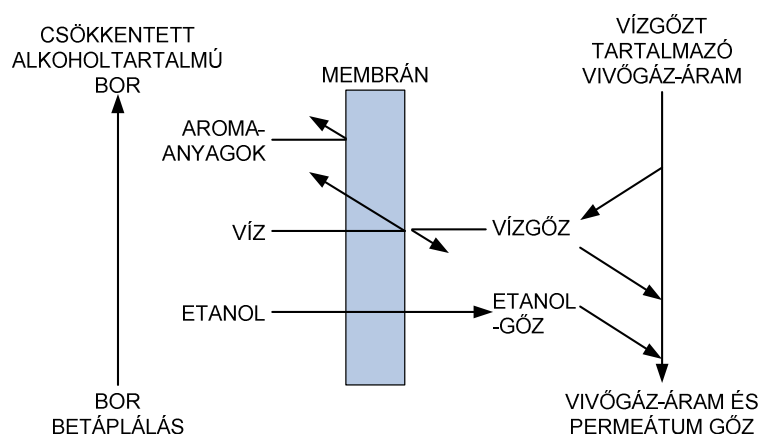 CSÖKKENTETT
ALKOHOLTARTALMÚ
BOR
MEMBRÁN
VÍZGŐZT
TARTALMAZÓ
VIVŐGÁZ-ÁRAM
AROMA-
ANYAGOK
VÍZ
VÍZGŐZ
ETANOL
ETANOL
-GŐZ
BOR
BETÁPLÁLÁS
VIVŐGÁZ-ÁRAM ÉS
PERMEÁTUM GŐZ